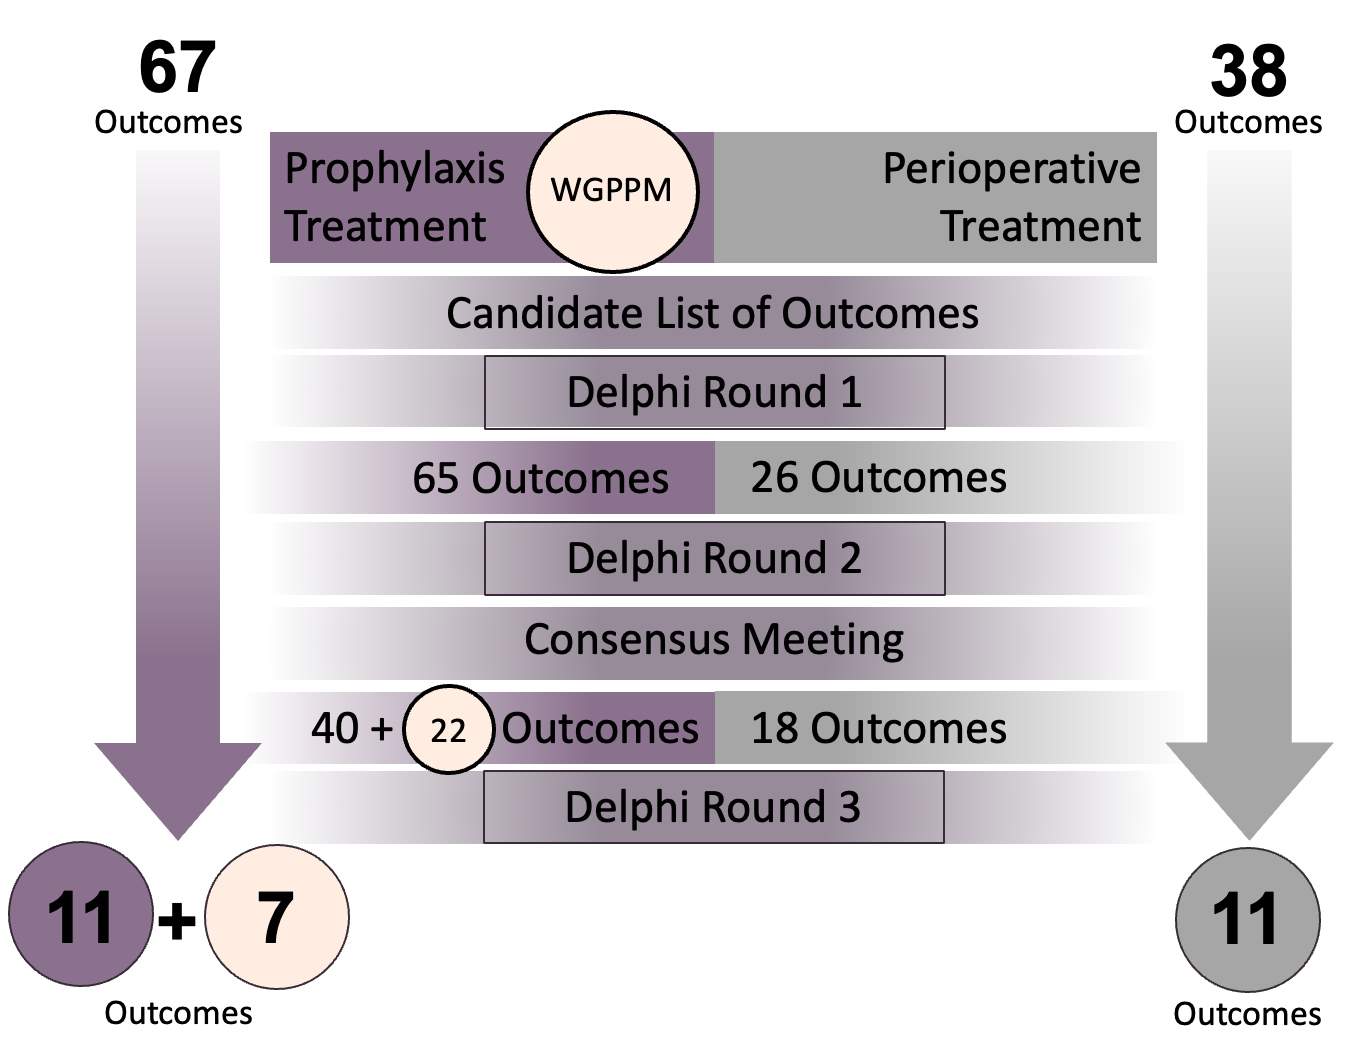 67
Outcomes
38
Outcomes
Prophylaxis
Treatment
WGPPM
Perioperative
Treatment
Candidate List of Outcomes
Delphi Round 1
65 Outcomes
26 Outcomes
Delphi Round 2
Consensus Meeting
40 + 22 Outcomes
18 Outcomes
Delphi Round 3
11 + 7
Outcomes
11
Outcomes